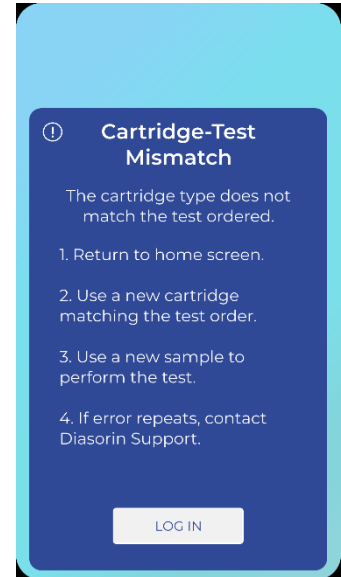 Cartridge-Test
Mismatch
The cartridge type does not
match the test ordered.
1. Return to home screen.
2. Use a new cartridge
matching the test order.
3. Use a new sample to
perform the test.
4. If error repeats, contact
Diasorin Support.
LOG IN